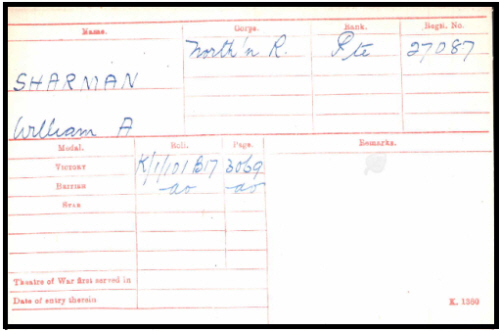 Name. Corps. Rank. Regtl. No.
North'n R. Pte 27087
SHARMAN
William A
Medal. Roll. Page. Remarks.
VICTORY K/1/101 B17 3069
BRITISH -do- -do-
STAR
Theatre of War first served in
Date of entry therein
K. 1380